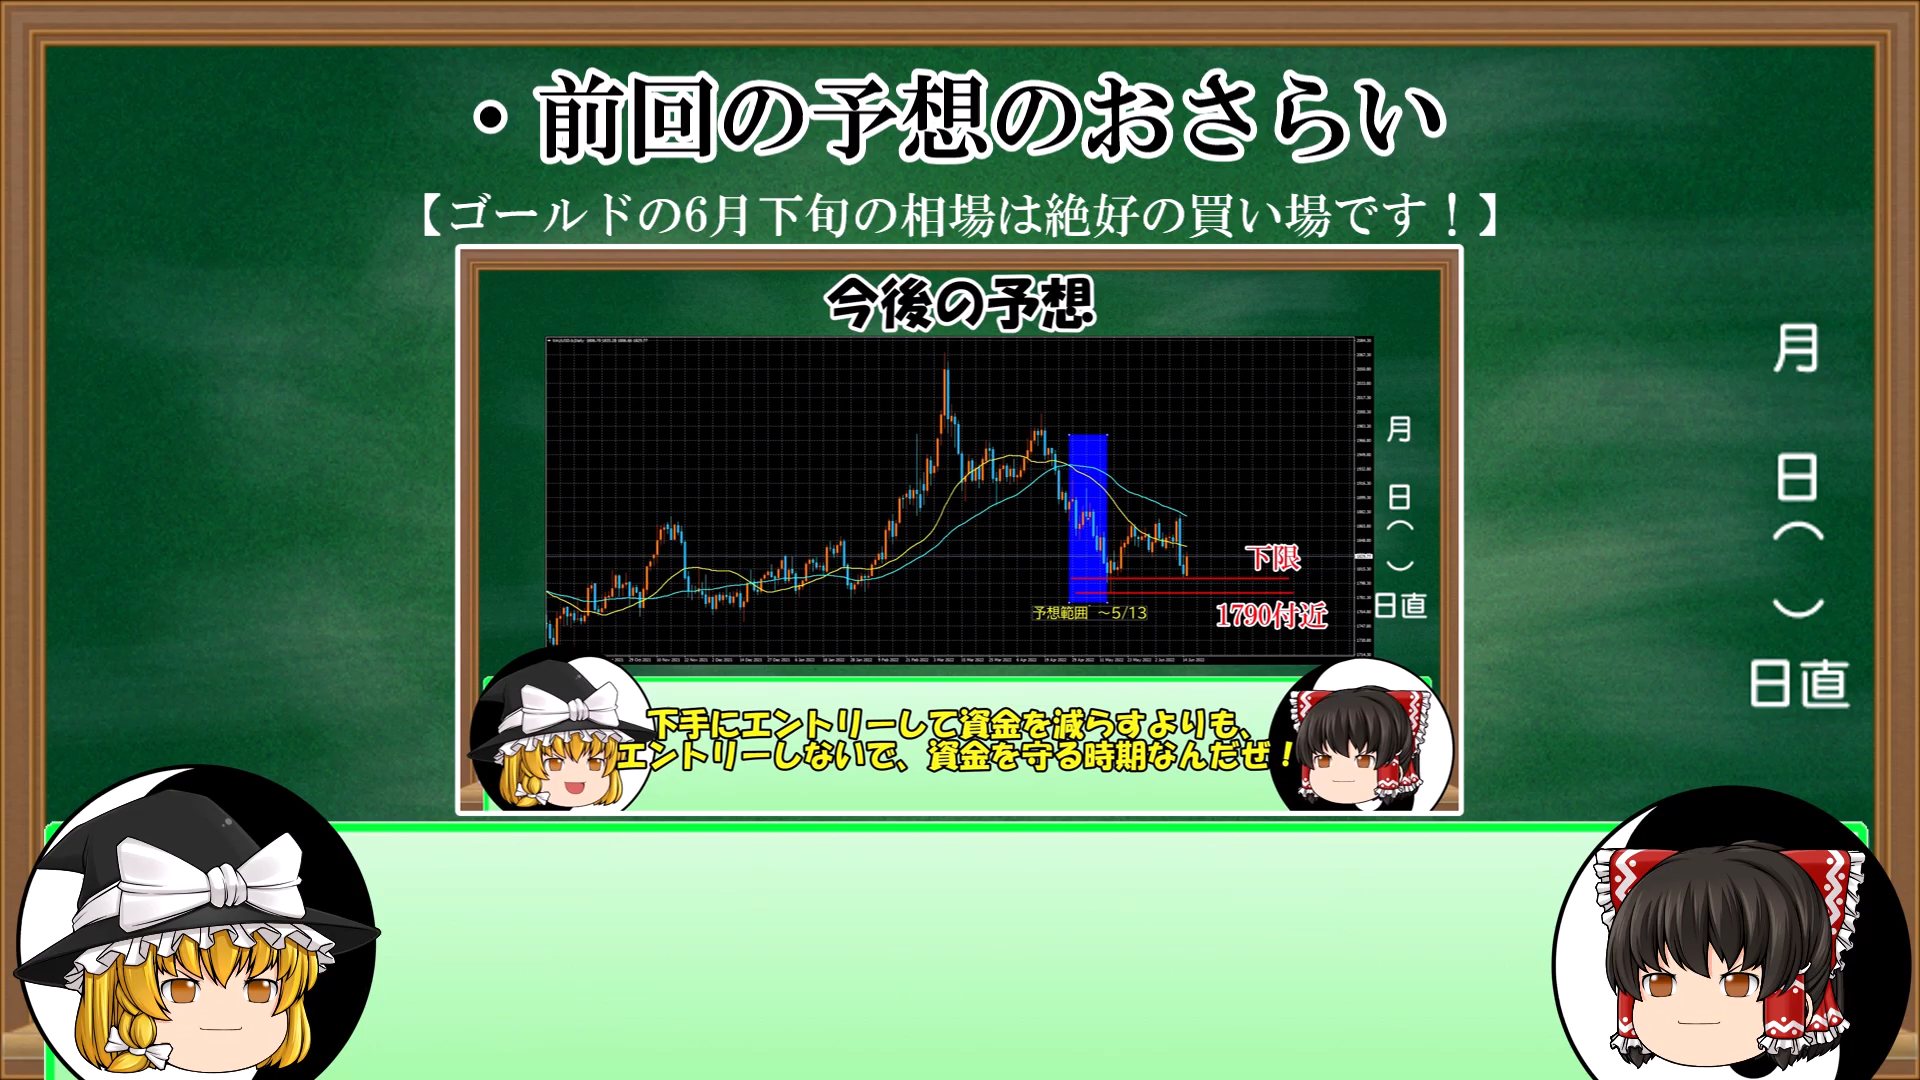 ・前回の予想のおさらい
【ゴールドの6月下旬の相場は絶好の買い場です！】
今後の予想
下限
1790付近
予想範囲 ～5/13
月
日
（
）
日直
下手にエントリーして資金を減らすよりも、
エントリーしないで、資金を守る時期なんだぜ！
月
日
（
）
日直